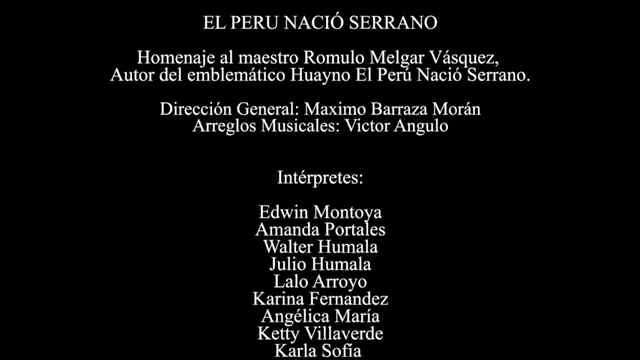 EL PERU NACIÓ SERRANO
Homenaje al maestro Romulo Melgar Vásquez,
Autor del emblemático Huayno El Perú Nació Serrano.
Dirección General: Maximo Barraza Morán
Arreglos Musicales: Victor Angulo
Intérpretes:
Edwin Montoya
Amanda Portales
Walter Humala
Julio Humala
Lalo Arroyo
Karina Fernandez
Angélica María
Ketty Villaverde
Karla Sofía